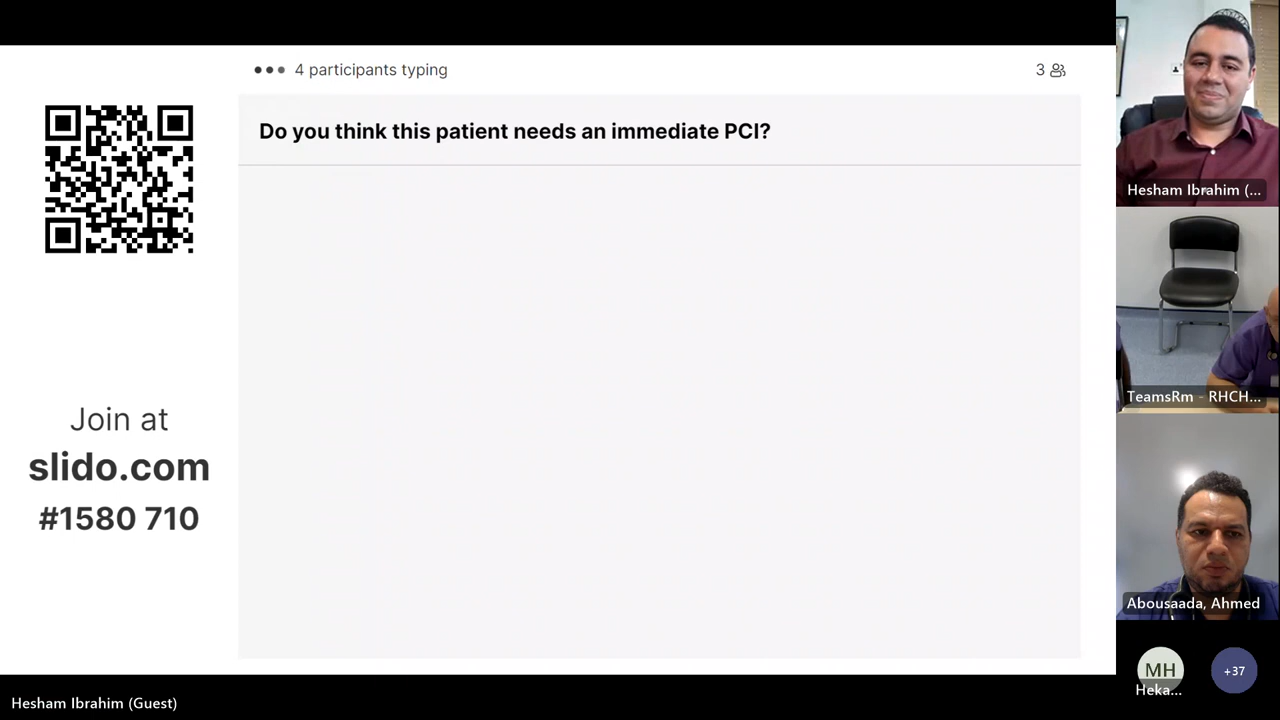 4 participants typing
3
Do you think this patient needs an immediate PCI?
Join at
slido.com
#1580 710
Hesham Ibrahim (...
TeamsRm - RHCH...
Abousaada, Ahmed
MH
Heka...
+37
Hesham Ibrahim (Guest)